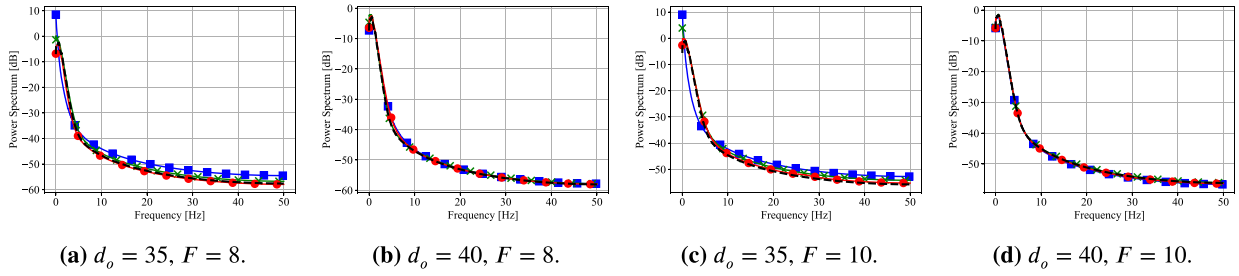 10
0
−10
−20
−30
−40
−50
−60
Power Spectrum [dB]
0 10 20 30 40 50
Frequency [Hz]
(a) dₒ = 35, F = 8.
0
−10
−20
−30
−40
−50
−60
Power Spectrum [dB]
0 10 20 30 40 50
Frequency [Hz]
(b) dₒ = 40, F = 8.
10
0
−10
−20
−30
−40
−50
Power Spectrum [dB]
0 10 20 30 40 50
Frequency [Hz]
(c) dₒ = 35, F = 10.
0
−10
−20
−30
−40
−50
Power Spectrum [dB]
0 10 20 30 40 50
Frequency [Hz]
(d) dₒ = 40, F = 10.